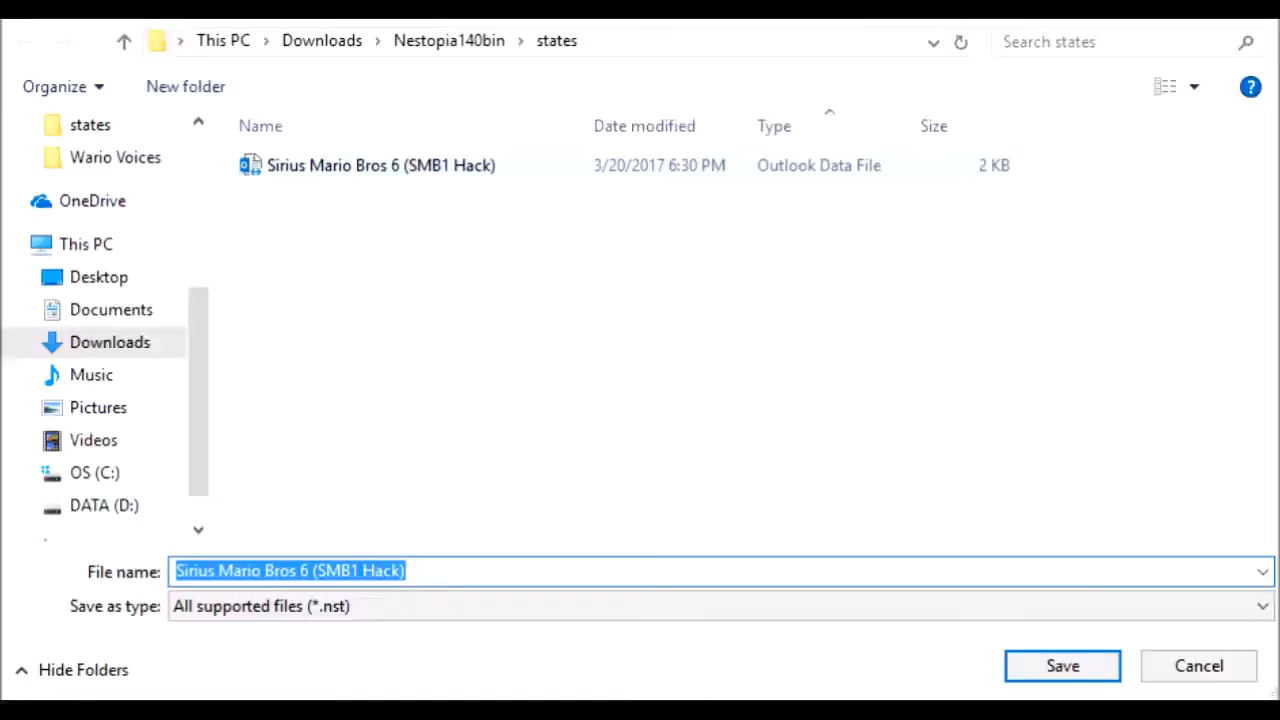 This PC > Downloads > Nestopia140bin > states
Search states
Organize
New folder
?
states
Wario Voices
OneDrive
This PC
Desktop
Documents
Downloads
Music
Pictures
Videos
OS (C:)
DATA (D:)
Name Date modified Type Size
Sirius Mario Bros 6 (SMB1 Hack) 3/20/2017 6:30 PM Outlook Data File 2 KB
File name: Sirius Mario Bros 6 (SMB1 Hack)
Save as type: All supported files (*.nst)
Hide Folders
Save
Cancel